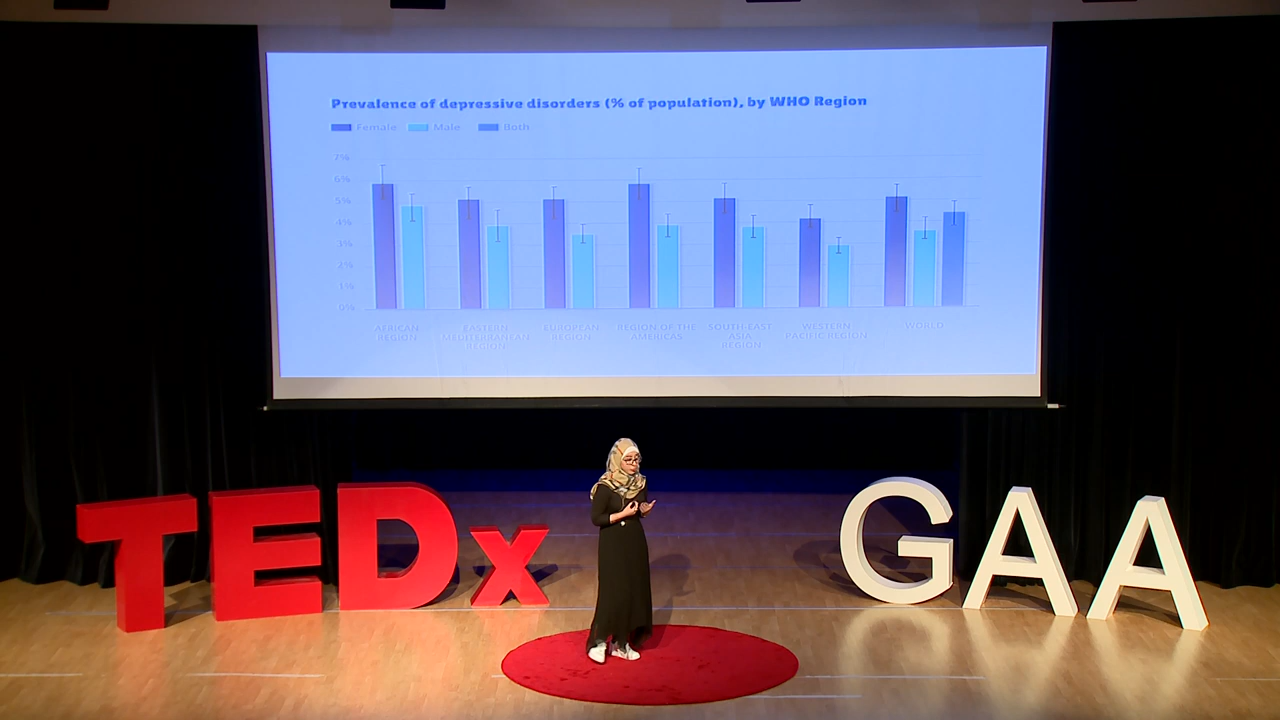 Prevalence of depressive disorders (% of population), by WHO Region
Female Male Both
7%
6%
5%
4%
3%
2%
1%
0%
AFRICAN
REGION
EASTERN
MEDITERRANEAN
REGION
EUROPEAN
REGION
REGION OF THE
AMERICAS
SOUTH-EAST
ASIA
REGION
WESTERN
PACIFIC REGION
WORLD
TEDx
GAA